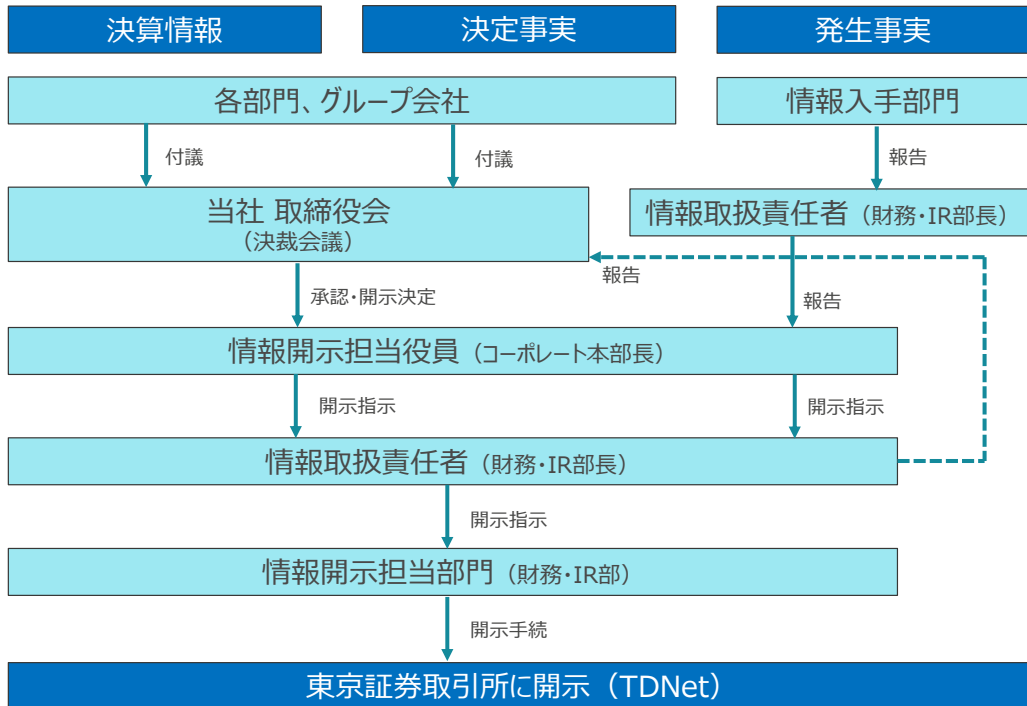 決算情報
決定事実
発生事実
各部門、グループ会社
情報入手部門
付議
付議
報告
当社 取締役会
(決裁会議)
情報取扱責任者（財務・IR部長）
報告
承認・開示決定
報告
情報開示担当役員（コーポレート本部長）
開示指示
開示指示
情報取扱責任者（財務・IR部長）
開示指示
情報開示担当部門（財務・IR部）
開示手続
東京証券取引所に開示（TDNet）